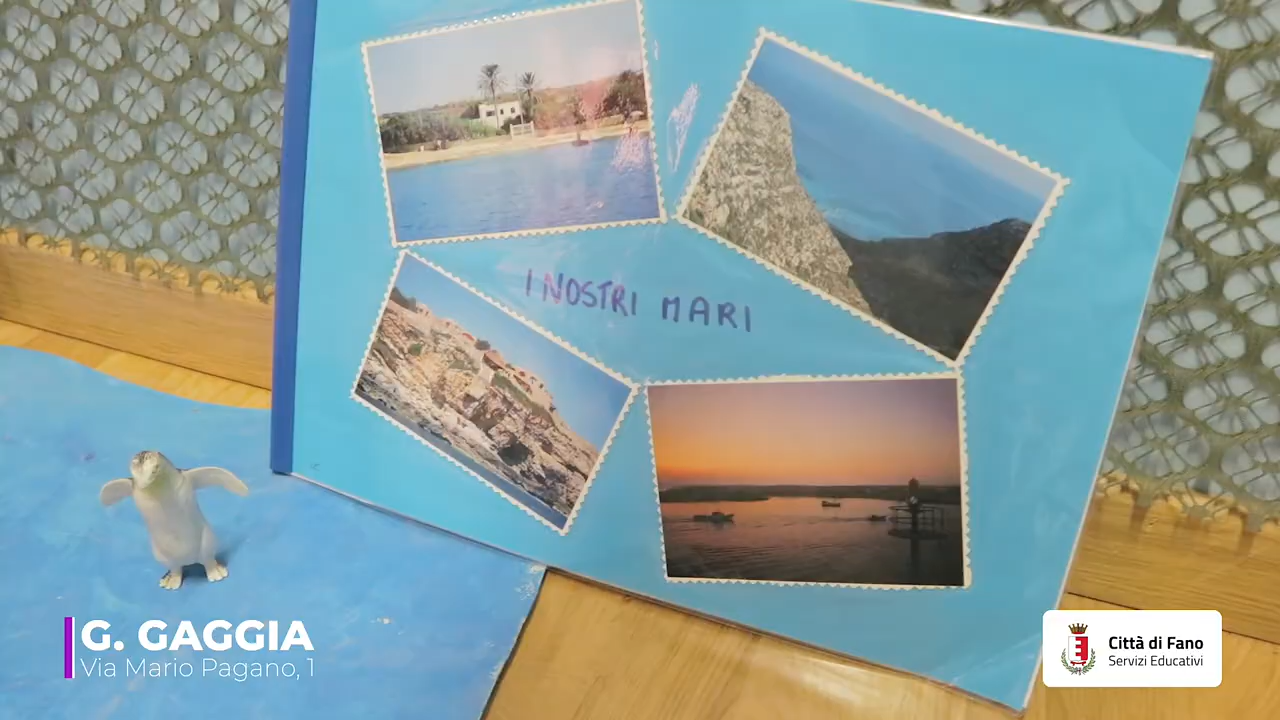 I NOSTRI MARI
G. GAGGIA
Via Mario Pagano, 1
Città di Fano
Servizi Educativi